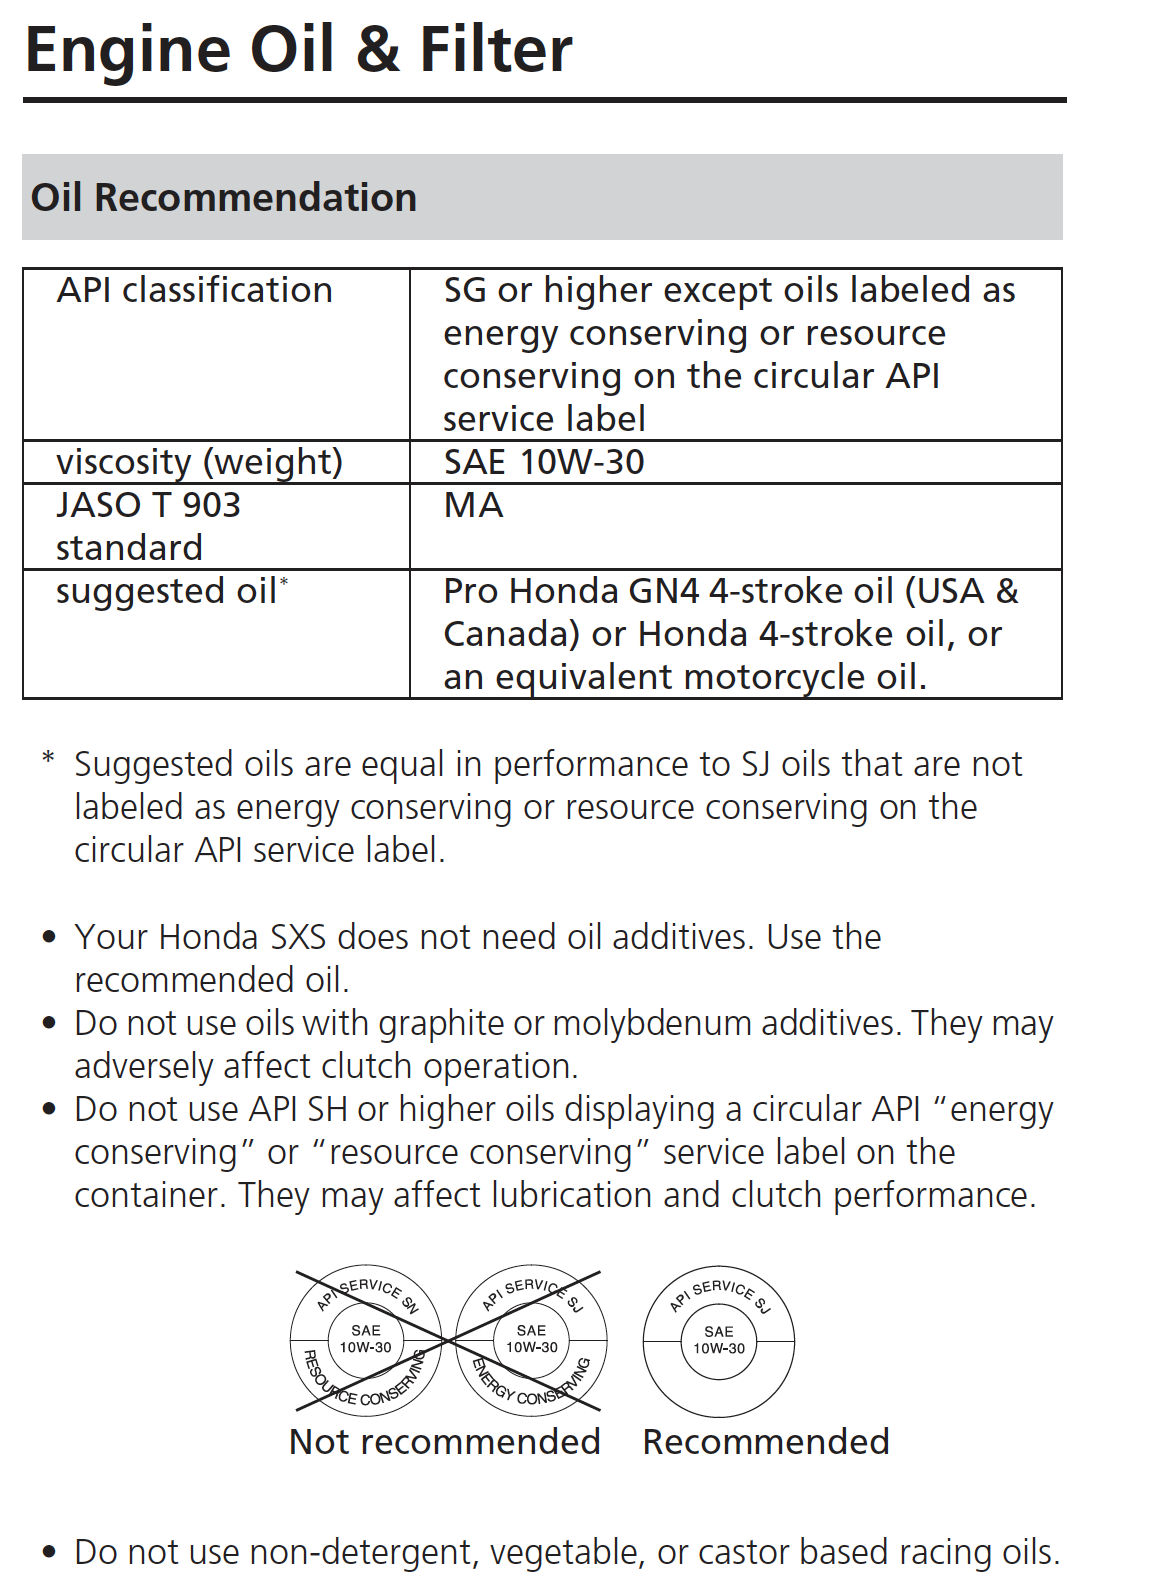 Engine Oil & Filter
Oil Recommendation
API classification
SG or higher except oils labeled as
energy conserving or resource
conserving on the circular API
service label
viscosity (weight)
SAE 10W-30
JASO T 903
standard
MA
suggested oil*
Pro Honda GN4 4-stroke oil (USA &
Canada) or Honda 4-stroke oil, or
an equivalent motorcycle oil.
* Suggested oils are equal in performance to SJ oils that are not
labeled as energy conserving or resource conserving on the
circular API service label.
• Your Honda SXS does not need oil additives. Use the
recommended oil.
• Do not use oils with graphite or molybdenum additives. They may
adversely affect clutch operation.
• Do not use API SH or higher oils displaying a circular API “energy
conserving” or “resource conserving” service label on the
container. They may affect lubrication and clutch performance.
API SERVICE SN
SAE
10W-30
RESOURCE CONSERVING
API SERVICE SJ
SAE
10W-30
ENERGY CONSERVING
API SERVICE SJ
SAE
10W-30
Not recommended
Recommended
• Do not use non-detergent, vegetable, or castor based racing oils.